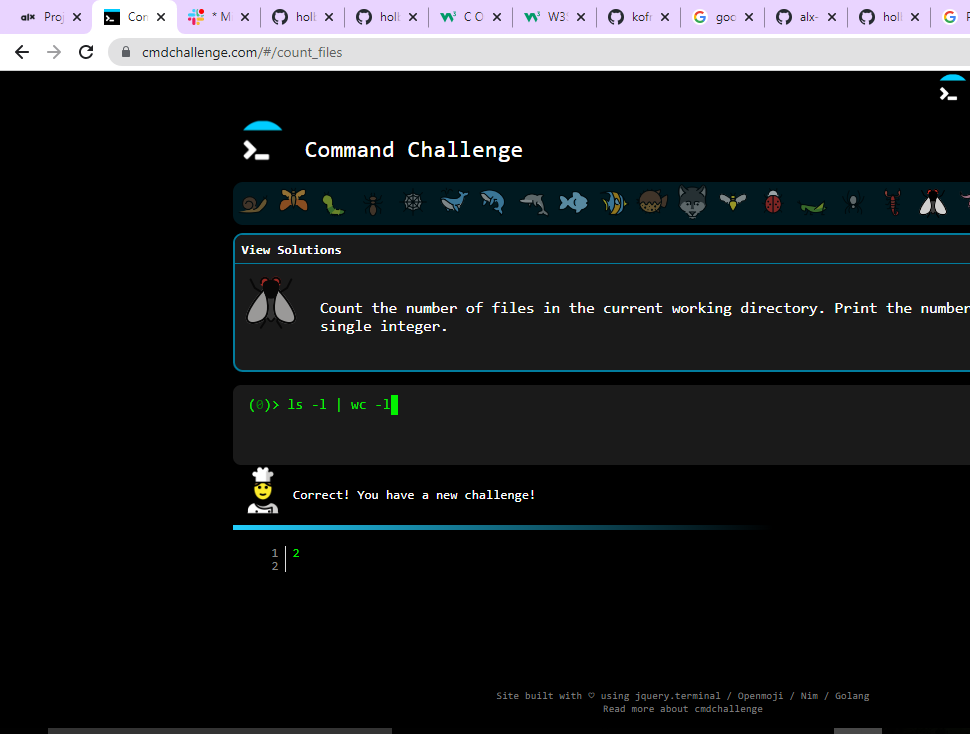 alx Proj
Con
* M
holl
holl
C O
W3
kofi
goo
alx-
holl
cmdchallenge.com/#/count_files
Command Challenge
View Solutions
Count the number of files in the current working directory. Print the number
single integer.
(0)> ls -l | wc -l
Correct! You have a new challenge!
1 2
2
Site built with ♡ using jquery.terminal / Openmoji / Nim / Golang
Read more about cmdchallenge